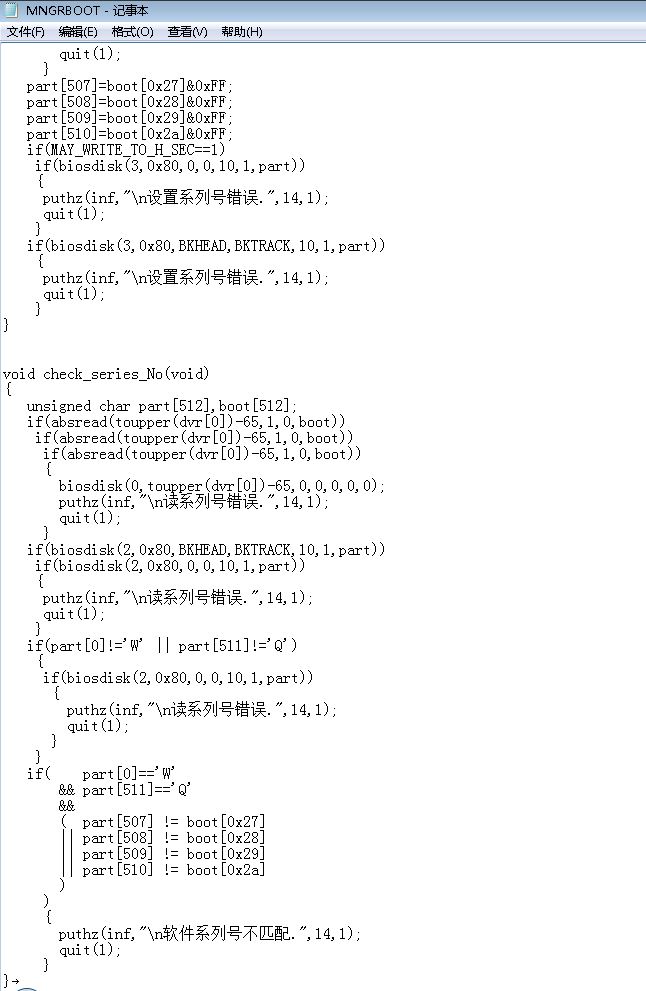 MNGRBOOT - 记事本
文件(F) 编辑(E) 格式(O) 查看(V) 帮助(H)
quit(1);
}
part[507]=boot[0x27]&0xFF;
part[508]=boot[0x28]&0xFF;
part[509]=boot[0x29]&0xFF;
part[510]=boot[0x2a]&0xFF;
if(MAY_WRITE_TO_H_SEC==1)
if(biosdisk(3,0x80,0,0,10,1,part))
{
puthz(inf,"\n设置系列号错误.",14,1);
quit(1);
}
if(biosdisk(3,0x80,BKHEAD,BKTRACK,10,1,part))
{
puthz(inf,"\n设置系列号错误.",14,1);
quit(1);
}
}
void check_series_No(void)
{
unsigned char part[512],boot[512];
if(absread(toupper(dvr[0])-65,1,0,boot))
if(absread(toupper(dvr[0])-65,1,0,boot))
if(absread(toupper(dvr[0])-65,1,0,boot))
{
biosdisk(0,toupper(dvr[0])-65,0,0,0,0,0);
puthz(inf,"\n读系列号错误.",14,1);
quit(1);
}
if(biosdisk(2,0x80,BKHEAD,BKTRACK,10,1,part))
if(biosdisk(2,0x80,0,0,10,1,part))
{
puthz(inf,"\n读系列号错误.",14,1);
quit(1);
}
if(part[0]!='W' || part[511]!='Q')
{
if(biosdisk(2,0x80,0,0,10,1,part))
{
puthz(inf,"\n读系列号错误.",14,1);
quit(1);
}
}
if( part[0]=='W'
&& part[511]=='Q'
&&
( part[507] != boot[0x27]
|| part[508] != boot[0x28]
|| part[509] != boot[0x29]
|| part[510] != boot[0x2a]
)
)
{
puthz(inf,"\n软件系列号不匹配.",14,1);
quit(1);
}
}→